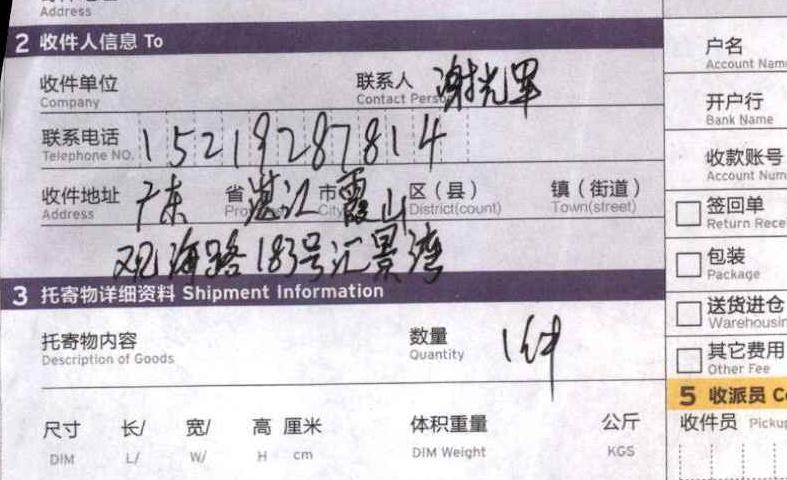 Address
2 收件人信息 To
收件单位
Company
联系人 谢光军
Contact Person
户名
Account Name
联系电话 15219287814
Telephone NO.
开户行
Bank Name
收件地址 广东 省 湛江 市 霞山 区（县） 镇（街道）
Address City District(count) Town(street)
收款账号
Account Num
观海路183号汇景湾
签回单
Return Rece
包装
Package
3 托寄物详细资料 Shipment Information
送货进仓
Warehousin
托寄物内容
Description of Goods
数量 1件
Quantity
其它费用
Other Fee
5 收派员 Co
尺寸 长/ 宽/ 高 厘米
DIM L/ W/ H cm
体积重量 公斤
DIM Weight KGS
收件员 Pickup